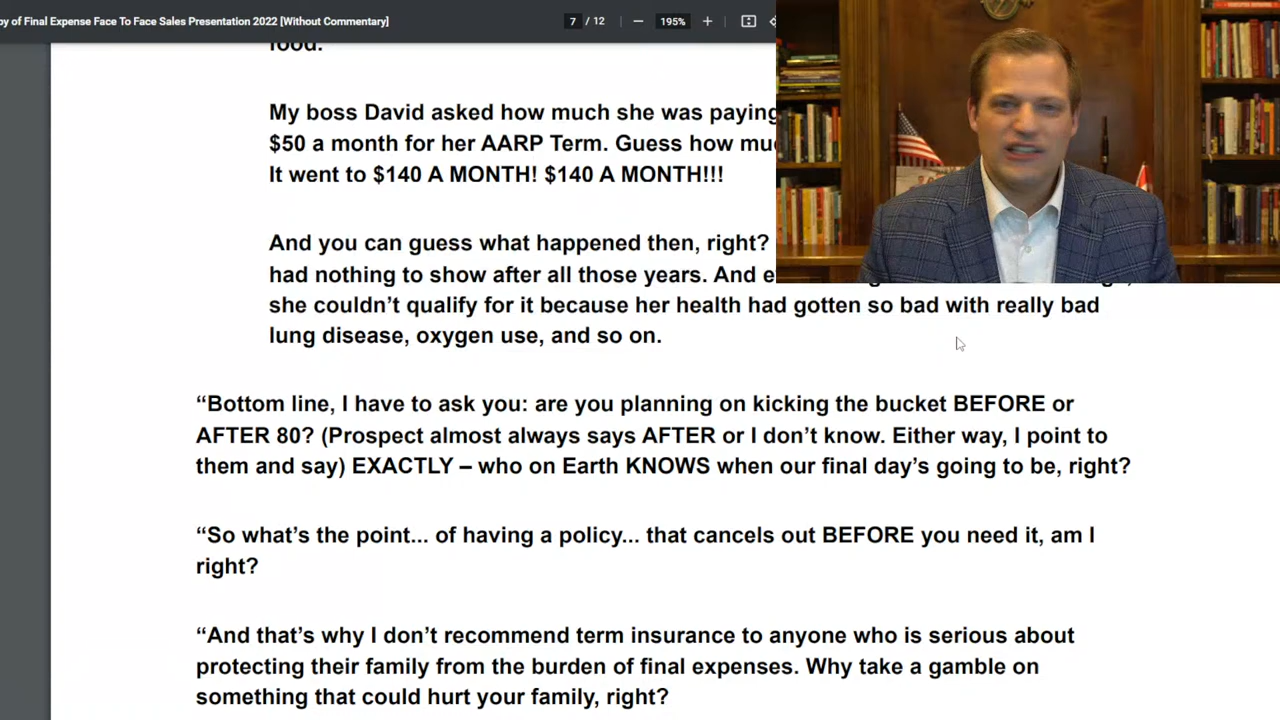 py of Final Expense Face To Face Sales Presentation 2022 [Without Commentary]
7 / 12
195%
food.
My boss David asked how much she was paying
$50 a month for her AARP Term. Guess how
It went to $140 A MONTH! $140 A MONTH!!!
And you can guess what happened then, right?
had nothing to show after all those years. And
she couldn’t qualify for it because her health had gotten so bad with really bad
lung disease, oxygen use, and so on.
“Bottom line, I have to ask you: are you planning on kicking the bucket BEFORE or
AFTER 80? (Prospect almost always says AFTER or I don’t know. Either way, I point to
them and say) EXACTLY – who on Earth KNOWS when our final day’s going to be, right?
“So what’s the point... of having a policy... that cancels out BEFORE you need it, am I
right?
“And that’s why I don’t recommend term insurance to anyone who is serious about
protecting their family from the burden of final expenses. Why take a gamble on
something that could hurt your family, right?